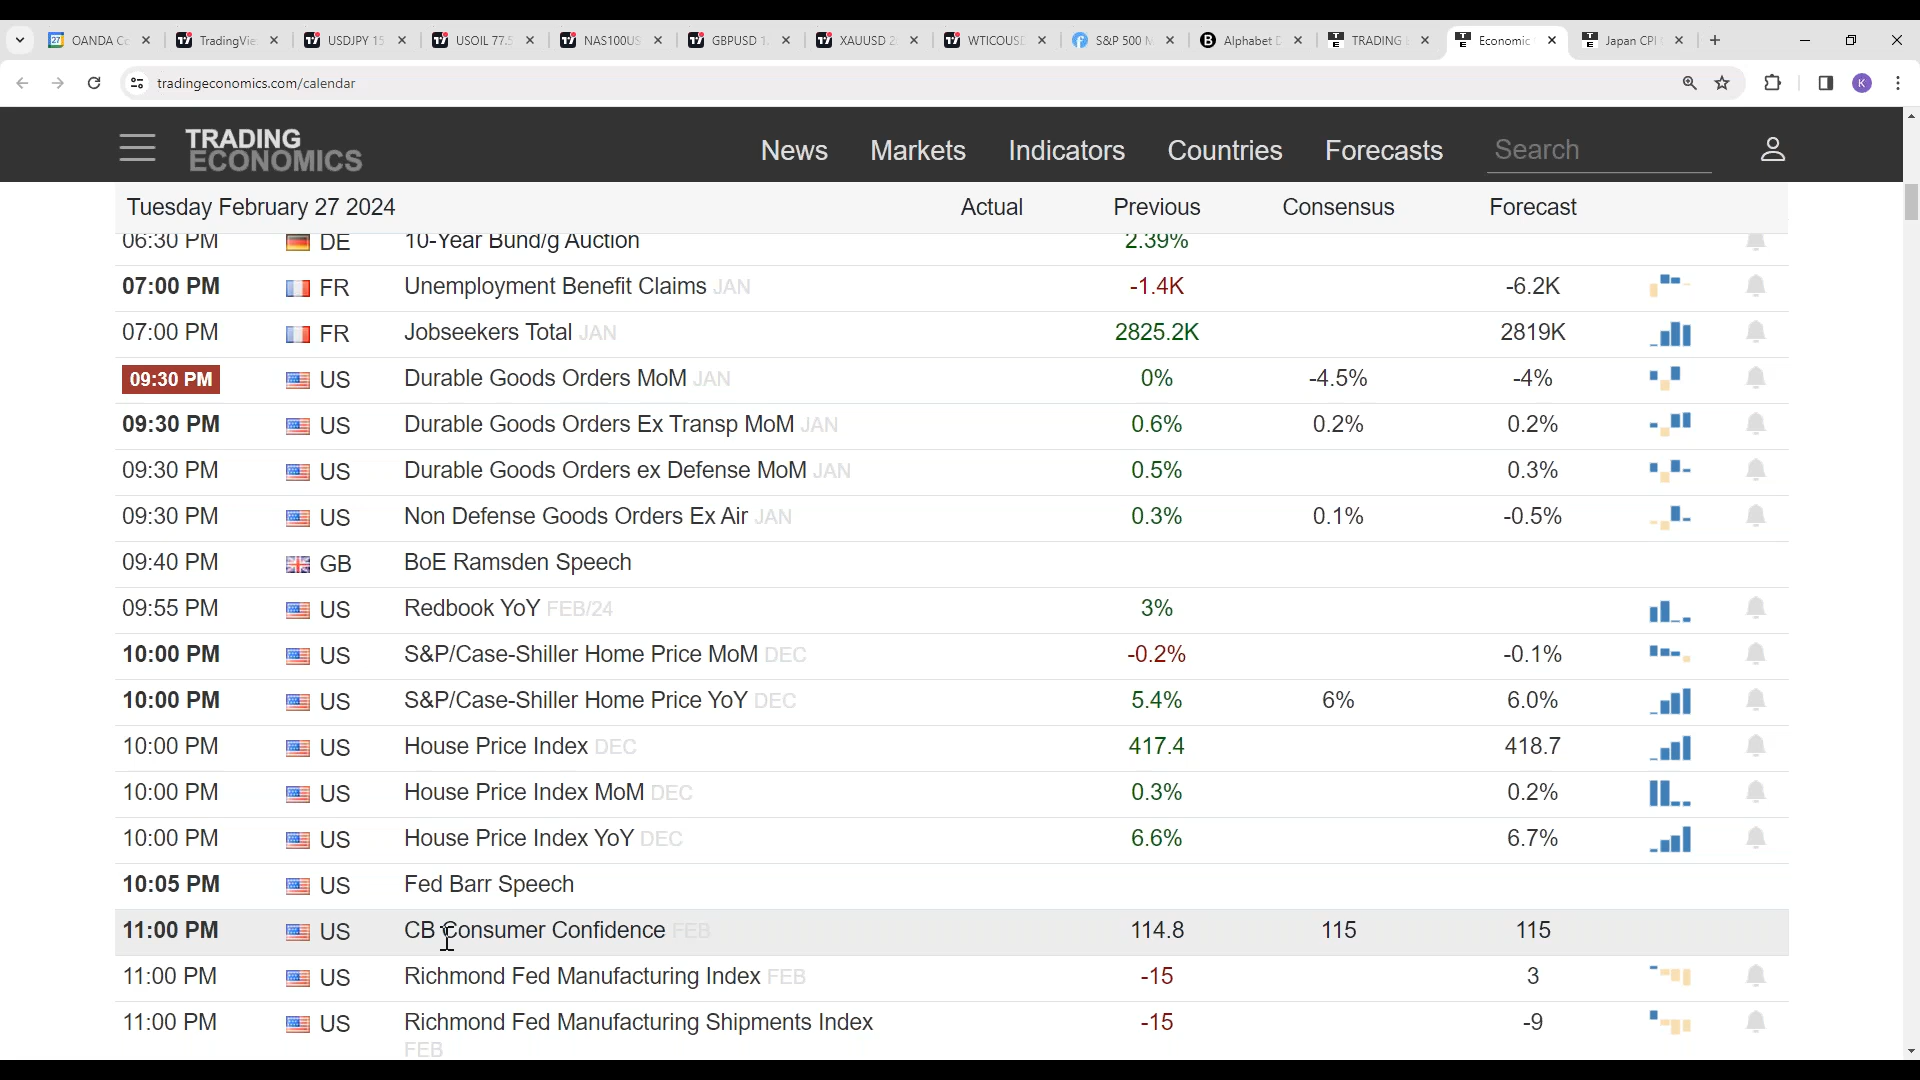 OANDA C
TradingVie
USDJPY 15
USOIL 77.5
NAS100US
GBPUSD 1.
XAUUSD 2
WTICOUSD
S&P 500 M
Alphabet D
TRADING E
Economic
Japan CPI
tradingeconomics.com/calendar
K
TRADING ECONOMICS
News Markets Indicators Countries Forecasts Search
Tuesday February 27 2024 Actual Previous Consensus Forecast
06:30 PM DE 10-Year Bund/g Auction 2.39%
07:00 PM FR Unemployment Benefit Claims JAN -1.4K -6.2K
07:00 PM FR Jobseekers Total JAN 2825.2K 2819K
09:30 PM US Durable Goods Orders MoM JAN 0% -4.5% -4%
09:30 PM US Durable Goods Orders Ex Transp MoM JAN 0.6% 0.2% 0.2%
09:30 PM US Durable Goods Orders ex Defense MoM JAN 0.5% 0.3%
09:30 PM US Non Defense Goods Orders Ex Air JAN 0.3% 0.1% -0.5%
09:40 PM GB BoE Ramsden Speech
09:55 PM US Redbook YoY FEB/24 3%
10:00 PM US S&P/Case-Shiller Home Price MoM DEC -0.2% -0.1%
10:00 PM US S&P/Case-Shiller Home Price YoY DEC 5.4% 6% 6.0%
10:00 PM US House Price Index DEC 417.4 418.7
10:00 PM US House Price Index MoM DEC 0.3% 0.2%
10:00 PM US House Price Index YoY DEC 6.6% 6.7%
10:05 PM US Fed Barr Speech
11:00 PM US CB Consumer Confidence FEB 114.8 115 115
11:00 PM US Richmond Fed Manufacturing Index FEB -15 3
11:00 PM US Richmond Fed Manufacturing Shipments Index -15 -9
FEB